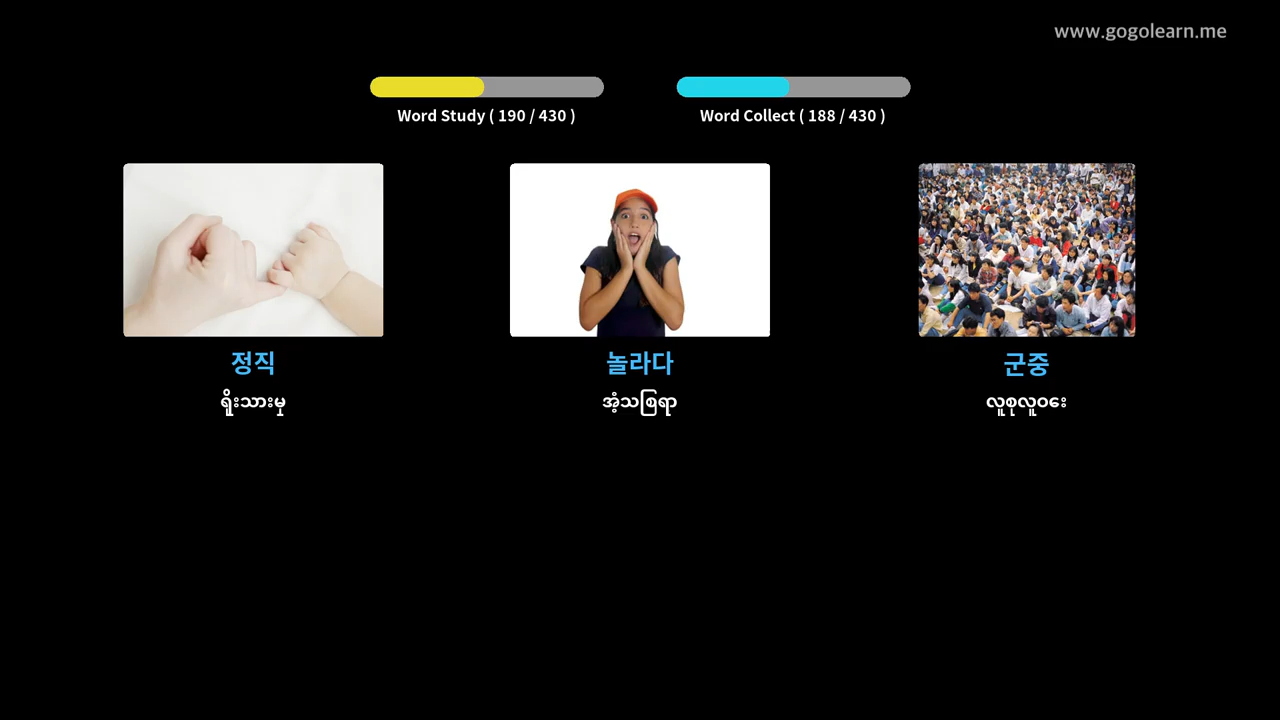 www.gogolearn.me
Word Study ( 190 / 430 )
Word Collect ( 188 / 430 )
정직
놀라다
군중
ရိုးသားမှု
အံ့သစြရာ
လူစုလူဝေး